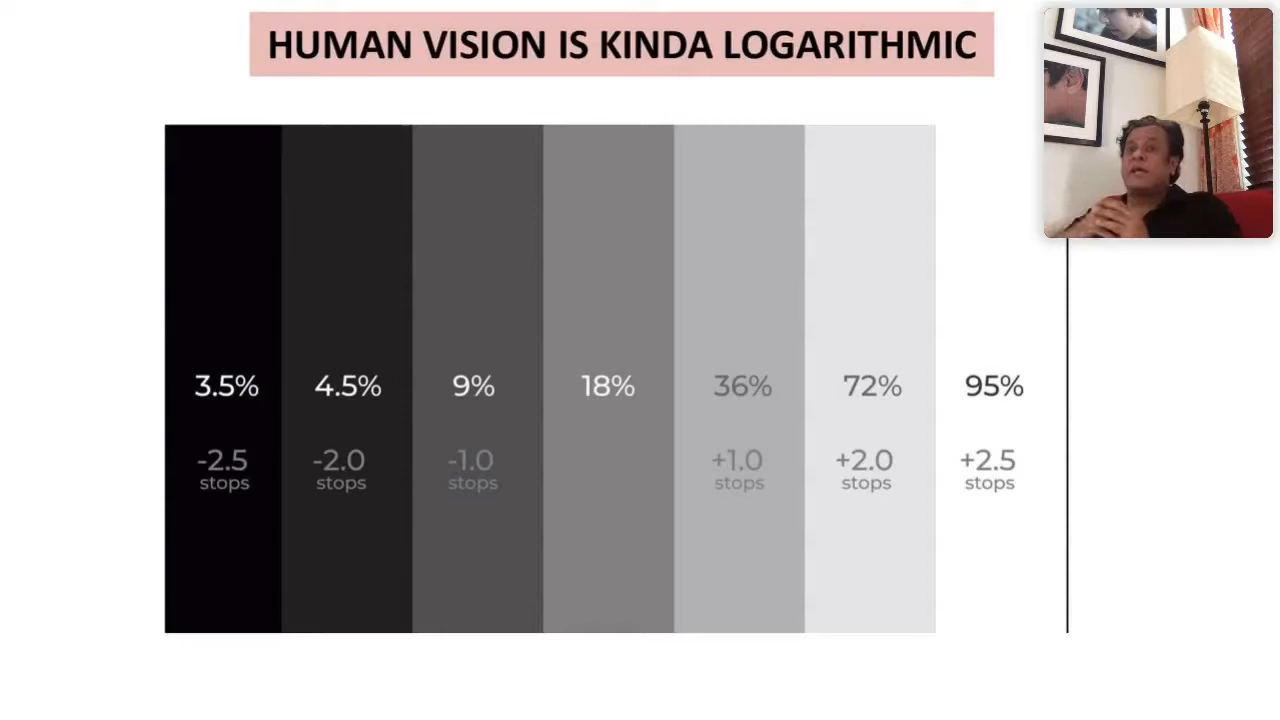 HUMAN VISION IS KINDA LOGARITHMIC
3.5% 4.5% 9% 18% 36% 72% 95%
-2.5 -2.0 -1.0 +1.0 +2.0 +2.5
stops stops stops stops stops stops